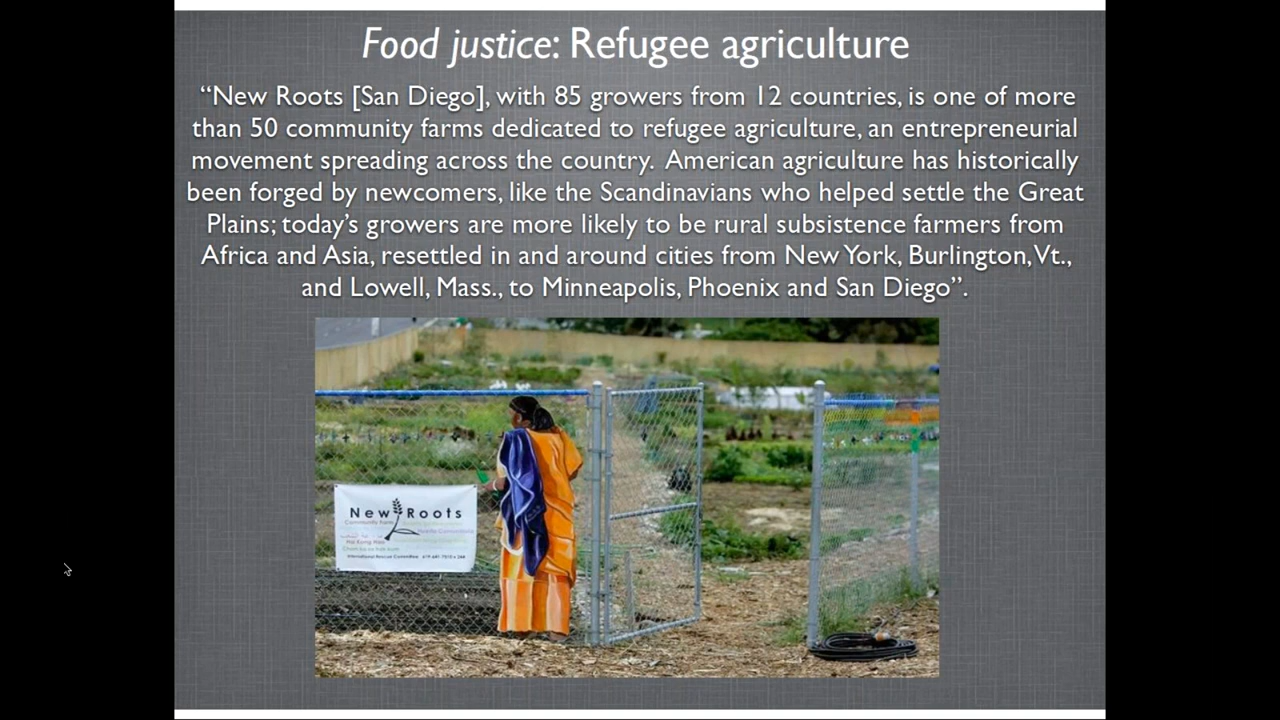 Food justice: Refugee agriculture
“New Roots [San Diego], with 85 growers from 12 countries, is one of more
than 50 community farms dedicated to refugee agriculture, an entrepreneurial
movement spreading across the country. American agriculture has historically
been forged by newcomers, like the Scandinavians who helped settle the Great
Plains; today’s growers are more likely to be rural subsistence farmers from
Africa and Asia, resettled in and around cities from New York, Burlington, Vt.,
and Lowell, Mass., to Minneapolis, Phoenix and San Diego”.
New Roots
Community Farm
International Rescue Committee